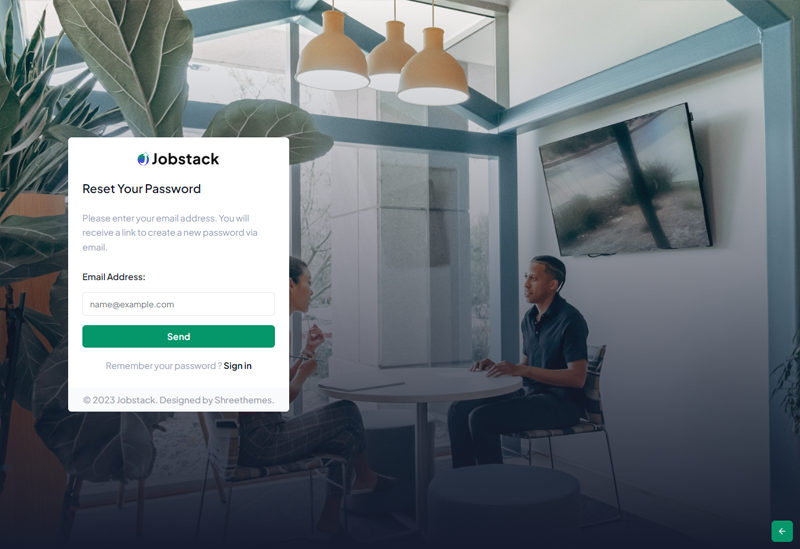 Jobstack
Reset Your Password
Please enter your email address. You will
receive a link to create a new password via
email.
Email Address:
name@example.com
Send
Remember your password ? Sign in
© 2023 Jobstack. Designed by Shreethemes.